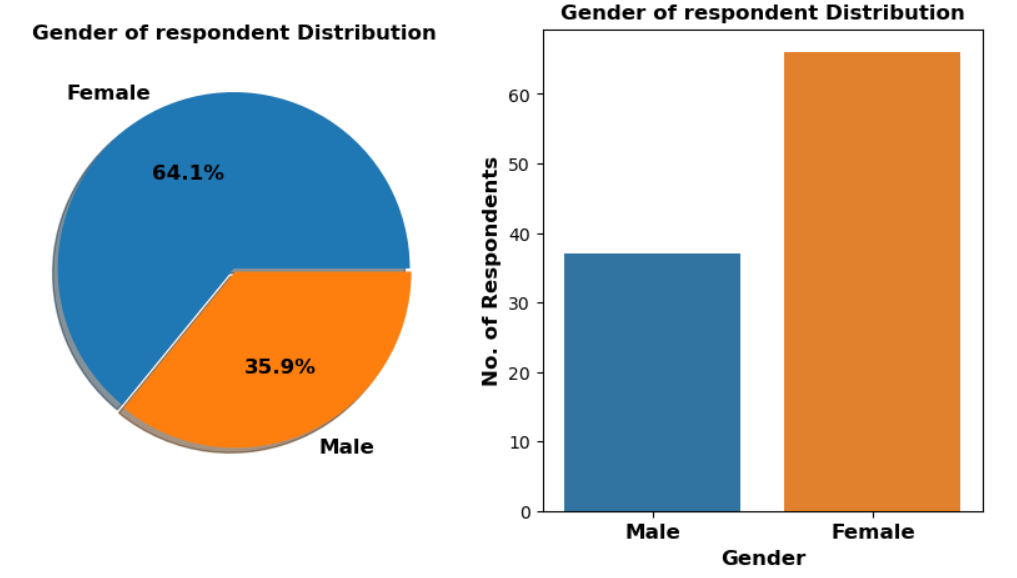 Gender of respondent Distribution
Female
64.1%
35.9%
Male
Gender of respondent Distribution
No. of Respondents
60
50
40
30
20
10
0
Male Female
Gender